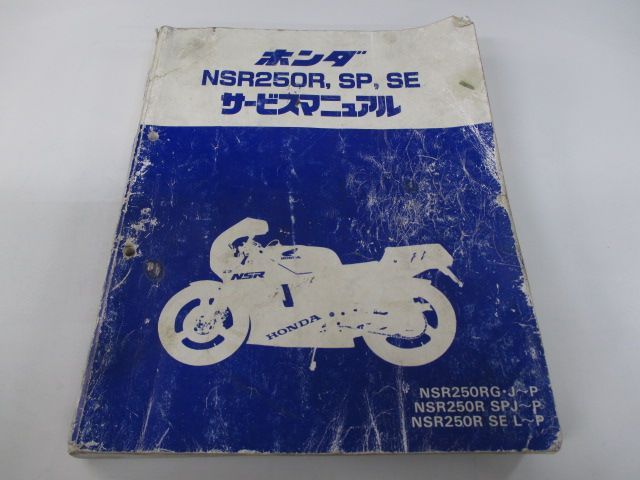 ホンダ
NSR250R, SP, SE
サービスマニュアル
HONDA
NSR
HONDA
NSR250RG・J～P
NSR250R SPJ～P
NSR250R SE L～P